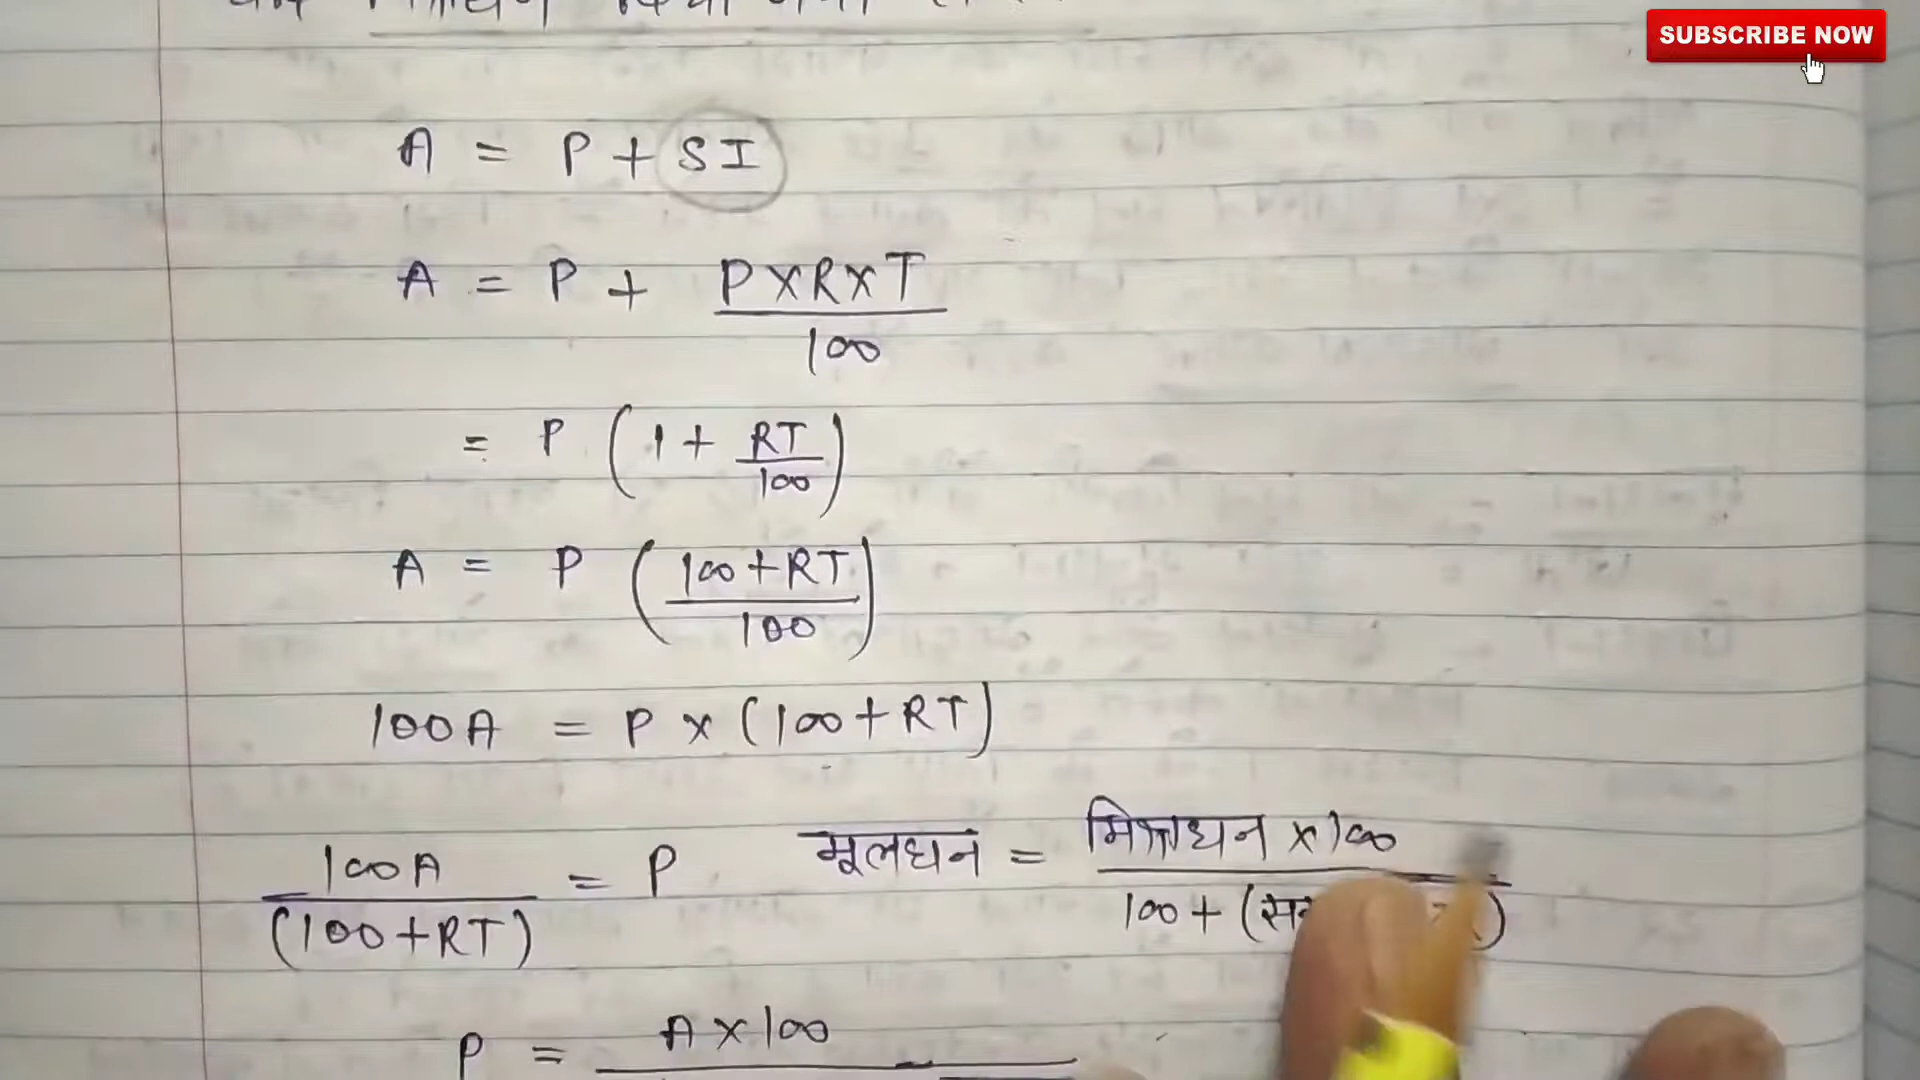 SUBSCRIBE NOW
A = P + SI
A = P + P×R×T / 100
= P (1 + RT/100)
A = P (100+RT / 100)
100A = P × (100+RT)
100A / (100+RT) = P
मूलधन = मिश्रधन ×100 / 100+(
P = A×100